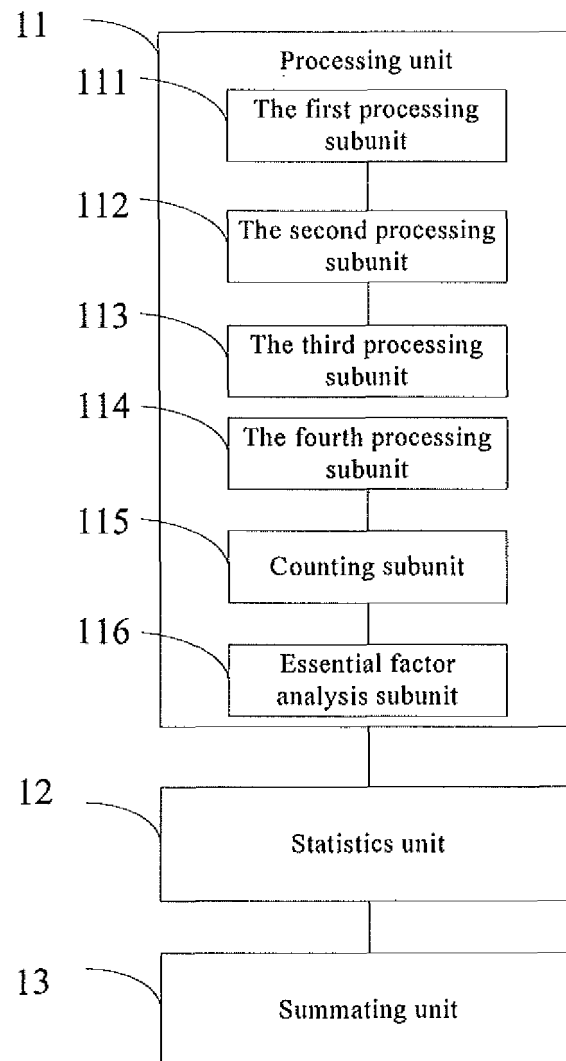 11
Processing unit
111
The first processing
subunit
112
The second processing
subunit
113
The third processing
subunit
114
The fourth processing
subunit
115
Counting subunit
116
Essential factor
analysis subunit
12
Statistics unit
13
Summating unit